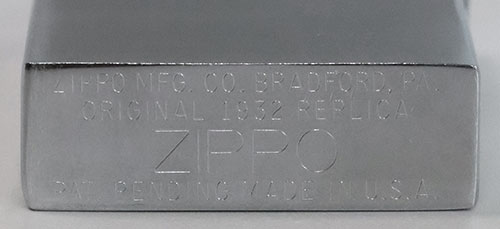 ZIPPO MFG. CO. BRADFORD, PA.
ORIGINAL 1932 REPLICA
ZIPPO
PAT. PENDING MADE IN U.S.A.